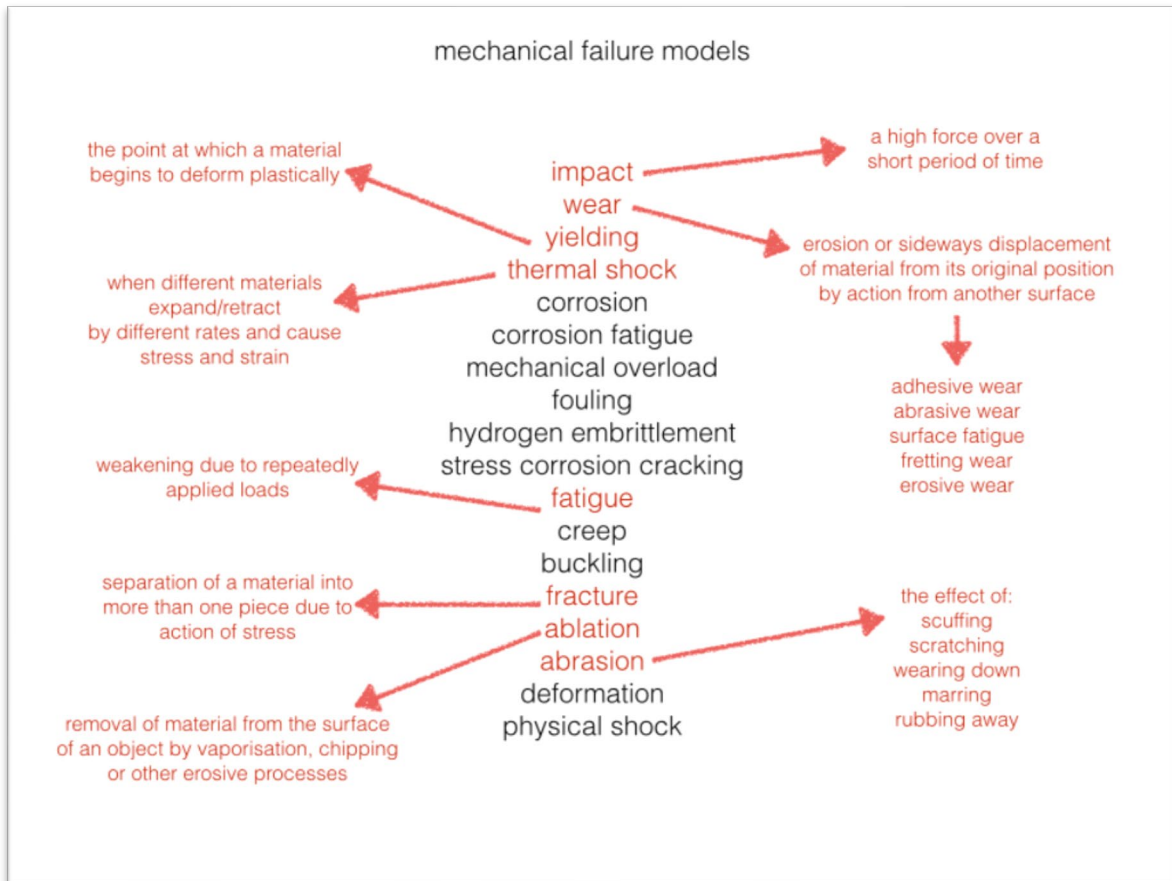 mechanical failure models
the point at which a material
begins to deform plastically
when different materials
expand/retract
by different rates and cause
stress and strain
weakening due to repeatedly
applied loads
separation of a material into
more than one piece due to
action of stress
removal of material from the surface
of an object by vaporisation, chipping
or other erosive processes
impact
wear
yielding
thermal shock
corrosion
corrosion fatigue
mechanical overload
fouling
hydrogen embrittlement
stress corrosion cracking
fatigue
creep
buckling
fracture
ablation
abrasion
deformation
physical shock
a high force over a
short period of time
erosion or sideways displacement
of material from its original position
by action from another surface
adhesive wear
abrasive wear
surface fatigue
fretting wear
erosive wear
the effect of:
scuffing
scratching
wearing down
marring
rubbing away